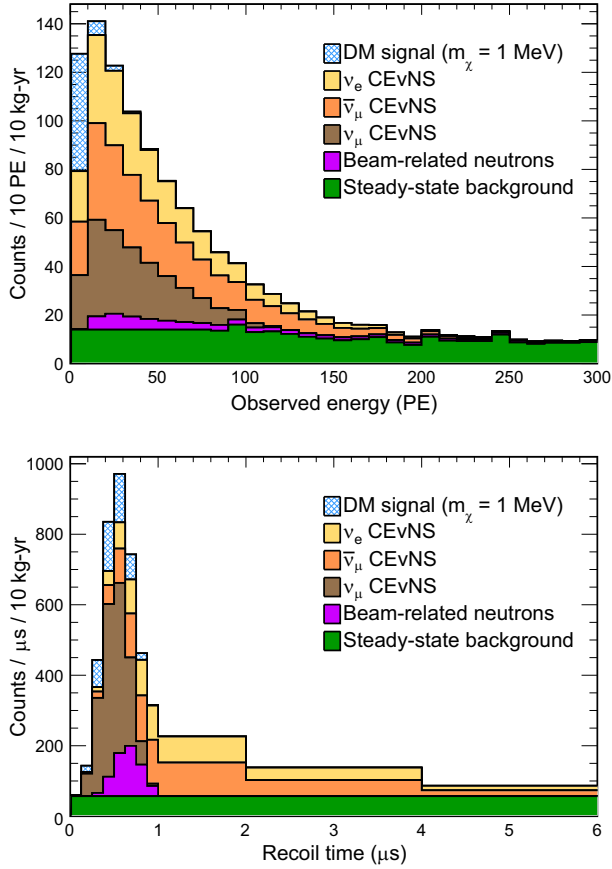 140
120
100
80
60
40
20
0
Counts / 10 PE / 10 kg-yr
DM signal (mχ = 1 MeV)
νe CEvNS
ν̅μ CEvNS
νμ CEvNS
Beam-related neutrons
Steady-state background
0 50 100 150 200 250 300
Observed energy (PE)
1000
800
600
400
200
0
Counts / μs / 10 kg-yr
DM signal (mχ = 1 MeV)
νe CEvNS
ν̅μ CEvNS
νμ CEvNS
Beam-related neutrons
Steady-state background
0 1 2 3 4 5 6
Recoil time (μs)